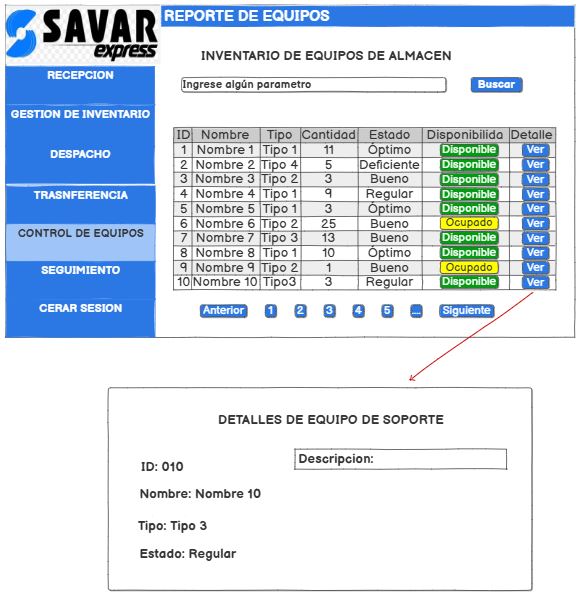 SAVAR
express
REPORTE DE EQUIPOS
RECEPCION
GESTION DE INVENTARIO
DESPACHO
TRASNFERENCIA
CONTROL DE EQUIPOS
SEGUIMIENTO
CERAR SESION
INVENTARIO DE EQUIPOS DE ALMACEN
Ingrese algún parametro Buscar
ID Nombre Tipo Cantidad Estado Disponibilida Detalle
1 Nombre 1 Tipo 1 11 Óptimo Disponible Ver
2 Nombre 2 Tipo 4 5 Deficiente Disponible Ver
3 Nombre 3 Tipo 2 3 Bueno Disponible Ver
4 Nombre 4 Tipo 1 9 Regular Disponible Ver
5 Nombre 5 Tipo 1 3 Óptimo Disponible Ver
6 Nombre 6 Tipo 2 25 Bueno Ocupado Ver
7 Nombre 7 Tipo 3 13 Bueno Disponible Ver
8 Nombre 8 Tipo 1 10 Óptimo Disponible Ver
9 Nombre 9 Tipo 2 1 Bueno Ocupado Ver
10 Nombre 10 Tipo3 3 Regular Disponible Ver
Anterior 1 2 3 4 5 ... Siguiente
DETALLES DE EQUIPO DE SOPORTE
Descripcion:
ID: 010
Nombre: Nombre 10
Tipo: Tipo 3
Estado: Regular